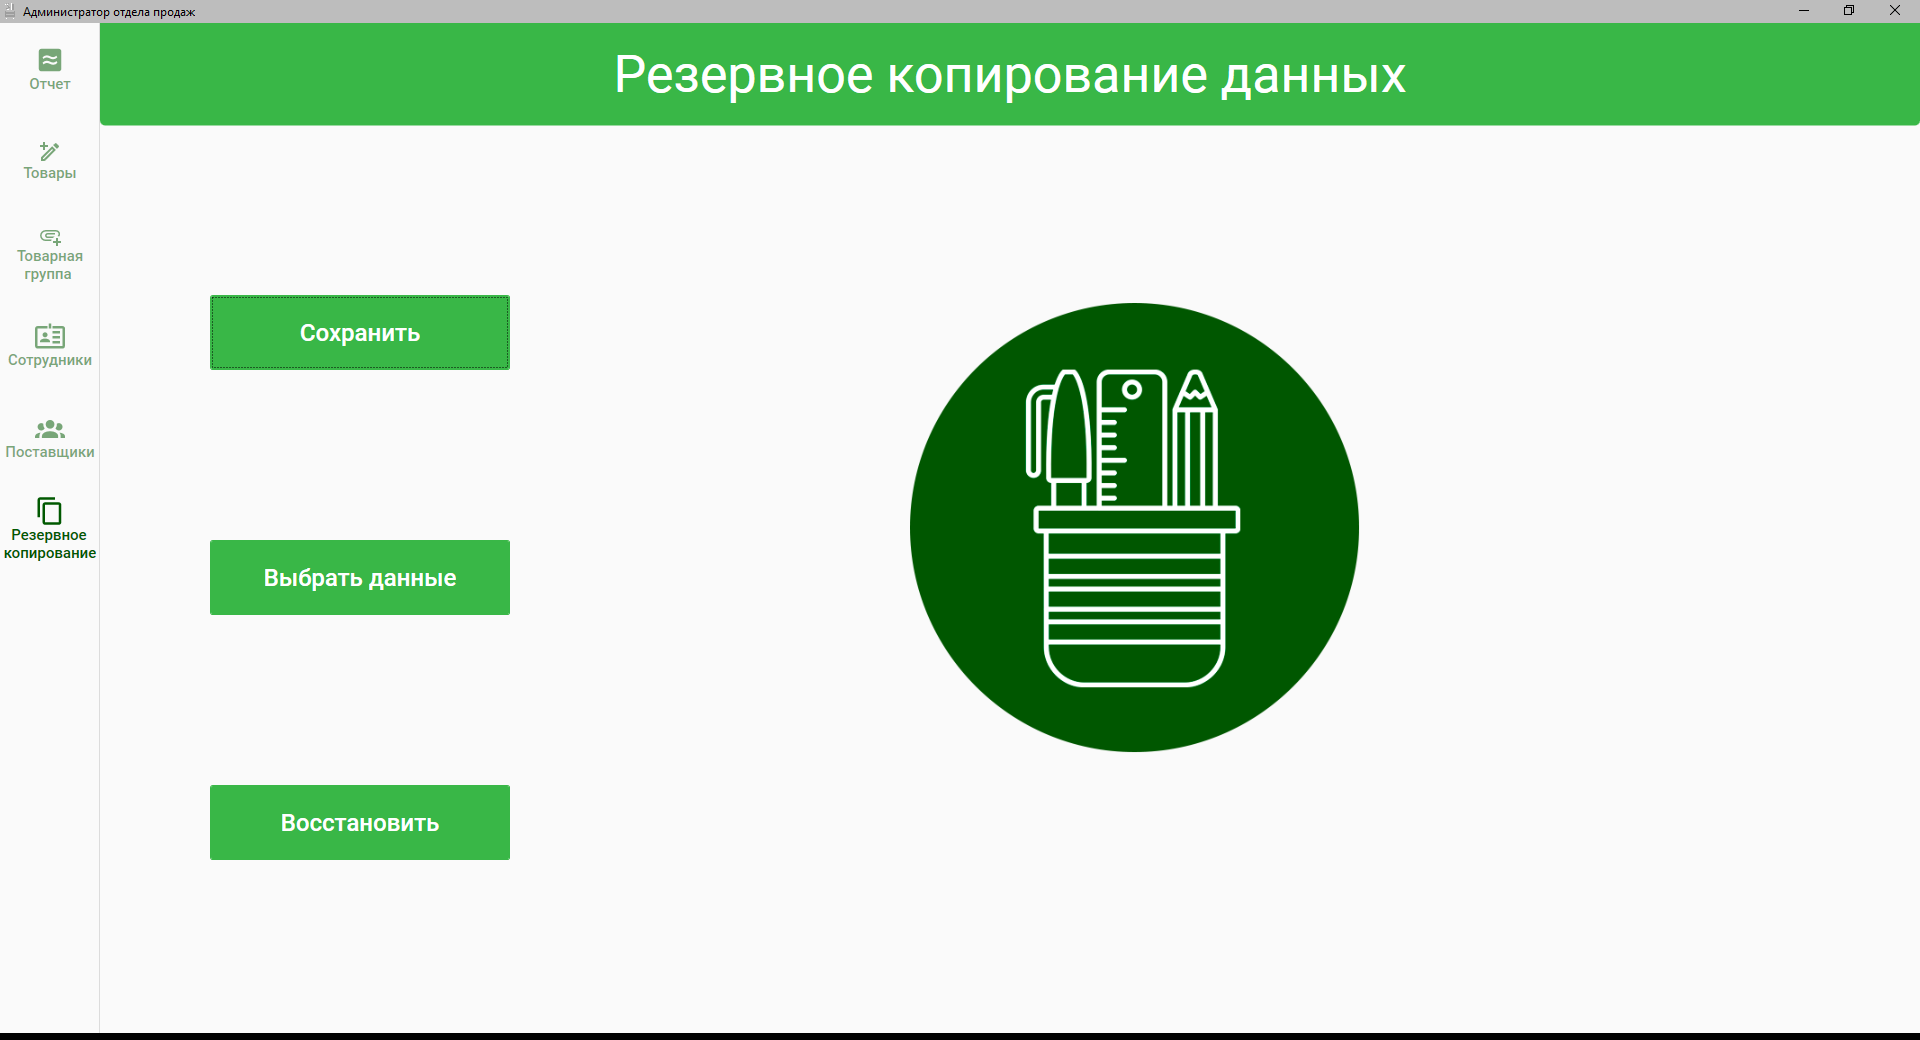 Администратор отдела продаж
Резервное копирование данных
Отчет
Товары
Товарная
группа
Сотрудники
Поставщики
Резервное
копирование
Сохранить
Выбрать данные
Восстановить